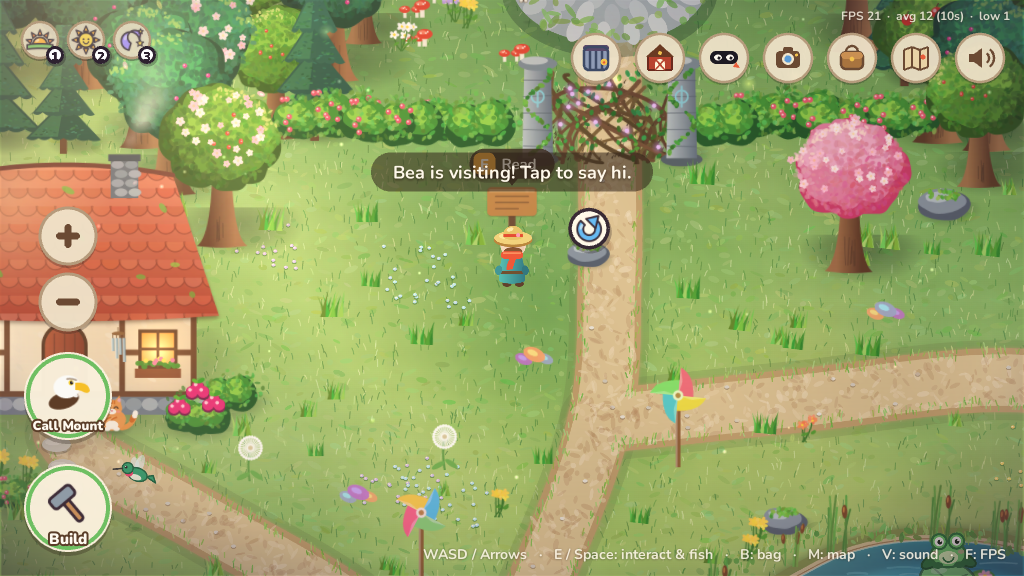 FPS 21 · avg 12 (10s) · low 1
1
2
3
E Read
Bea is visiting! Tap to say hi.
Call Mount
Build
WASD / Arrows · E / Space: interact & fish · B: bag · M: map · V: sound · F: FPS